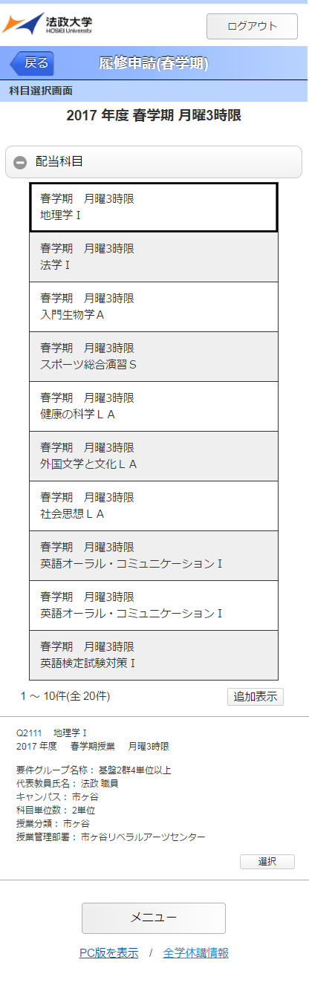 法政大学
HOSEI University
ログアウト
戻る
履修申請(春学期)
科目選択画面
2017 年度 春学期 月曜3時限
配当科目
春学期　月曜3時限
地理学Ⅰ
春学期　月曜3時限
法学Ⅰ
春学期　月曜3時限
入門生物学Ａ
春学期　月曜3時限
スポーツ総合演習Ｓ
春学期　月曜3時限
健康の科学ＬＡ
春学期　月曜3時限
外国文学と文化ＬＡ
春学期　月曜3時限
社会思想ＬＡ
春学期　月曜3時限
英語オーラル・コミュニケーションⅠ
春学期　月曜3時限
英語オーラル・コミュニケーションⅠ
春学期　月曜3時限
英語検定試験対策Ⅰ
1 ～ 10件(全 20件)
追加表示
Q2111　地理学Ⅰ
2017 年度　春学期授業　月曜3時限
要件グループ名称： 基盤2群4単位以上
代表教員氏名： 法政 職員
キャンパス： 市ヶ谷
科目単位数： 2単位
授業分類： 市ヶ谷
授業管理部署： 市ヶ谷リベラルアーツセンター
選択
メニュー
PC版を表示　/　全学休講情報